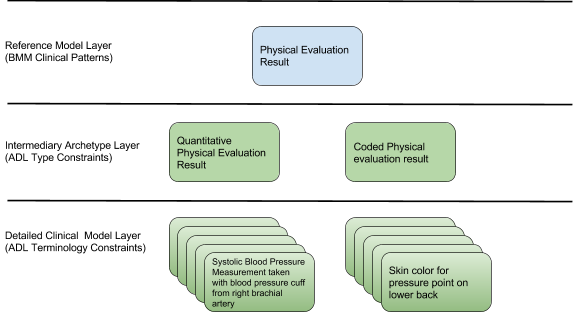 Reference Model Layer
(BMM Clinical Patterns)
Physical Evaluation
Result
Intermediary Archetype Layer
(ADL Type Constraints)
Quantitative
Physical Evaluation
Result
Coded Physical
evaluation result
Detailed Clinical  Model Layer
(ADL Terminology Constraints)
Systolic Blood Pressure
Measurement taken
with blood pressure cuff
from right brachial
artery
Skin color for
pressure point on
lower back